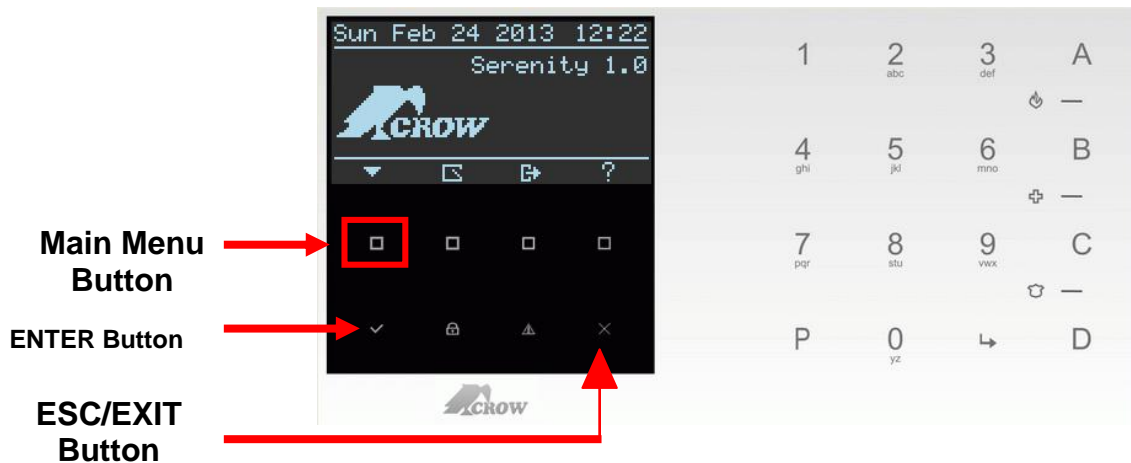 Sun Feb 24 2013 12:22
Serenity 1.0
CROW
?
Main Menu
Button
ENTER Button
ESC/EXIT
Button
1 2 3 A
abc def
4 5 6 B
ghi jkl mno
7 8 9 C
pqr stu vwx
P 0 D
yz
CROW